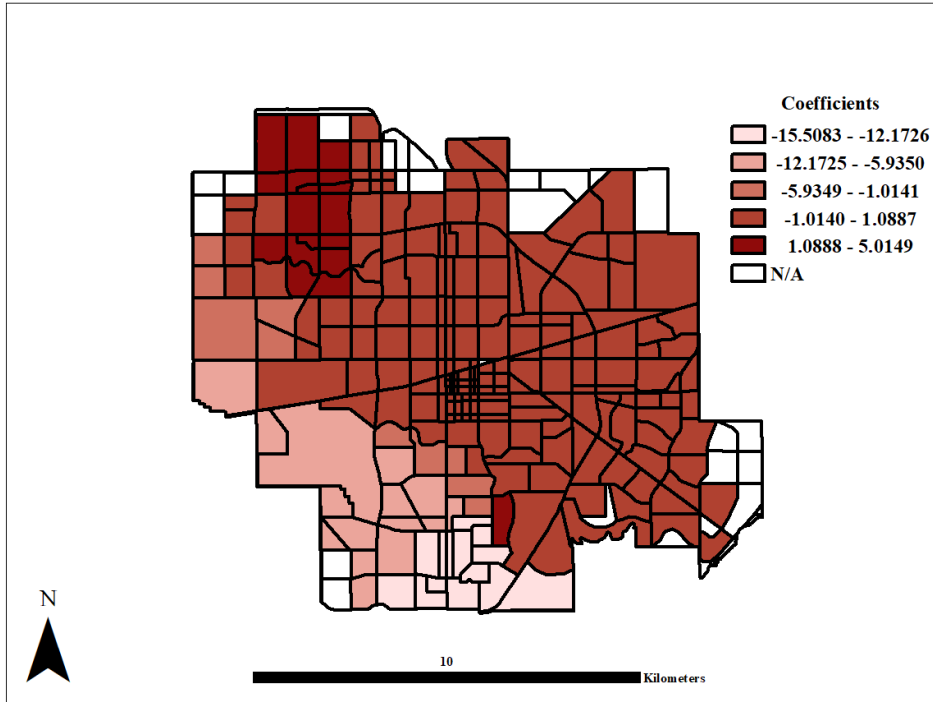 Coefficients
-15.5083 - -12.1726
-12.1725 - -5.9350
-5.9349 - -1.0141
-1.0140 - 1.0887
1.0888 - 5.0149
N/A
N
10
Kilometers